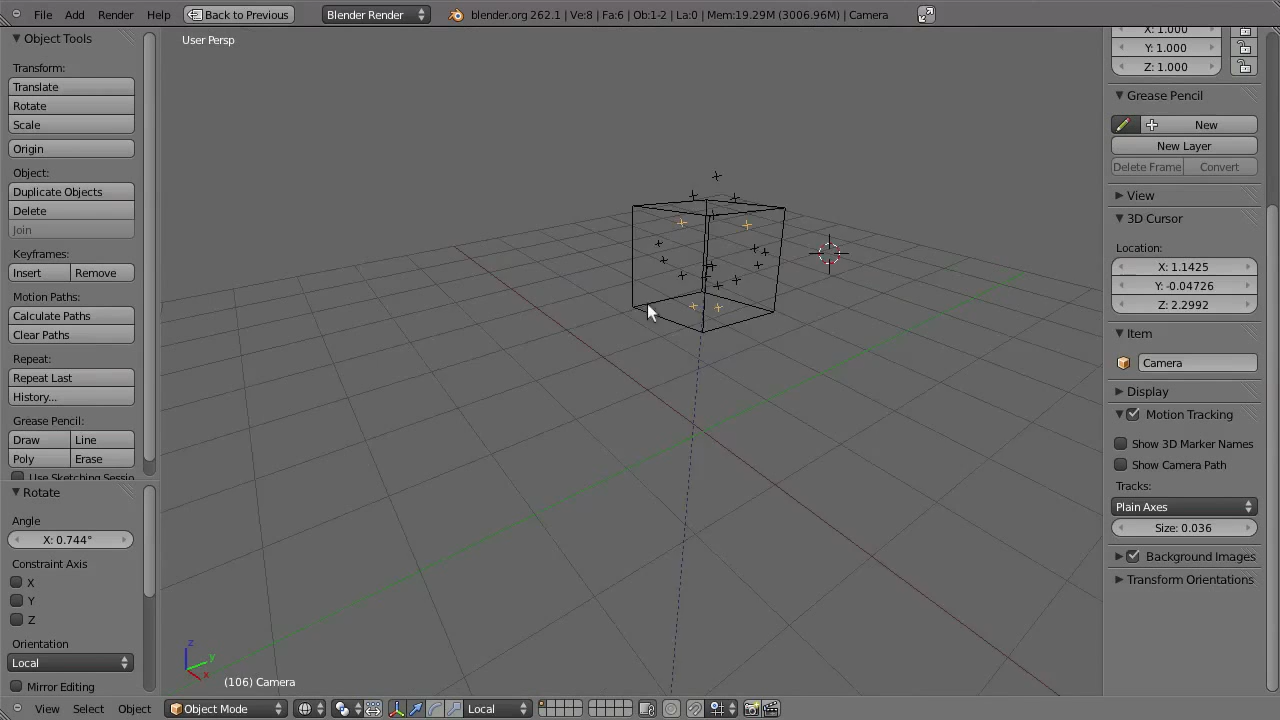 File Add Render Help Back to Previous Blender Render blender.org 262.1 | Ve:8 | Fa:6 | Ob:1-2 | La:0 | Mem:19.29M (3006.96M) | Camera
Object Tools
Transform:
Translate
Rotate
Scale
Origin
Object:
Duplicate Objects
Delete
Join
Keyframes:
Insert Remove
Motion Paths:
Calculate Paths
Clear Paths
Repeat:
Repeat Last
History...
Grease Pencil:
Draw Line
Poly Erase
Use Sketching Sessio
Rotate
Angle
X: 0.744°
Constraint Axis
X
Y
Z
Orientation
Local
Mirror Editing
User Persp
z
y
x
(106) Camera
X: 1.000
Y: 1.000
Z: 1.000
Grease Pencil
New
New Layer
Delete Frame Convert
View
3D Cursor
Location:
X: 1.1425
Y: -0.04726
Z: 2.2992
Item
Camera
Display
Motion Tracking
Show 3D Marker Names
Show Camera Path
Tracks:
Plain Axes
Size: 0.036
Background Images
Transform Orientations
View Select Object Object Mode Local